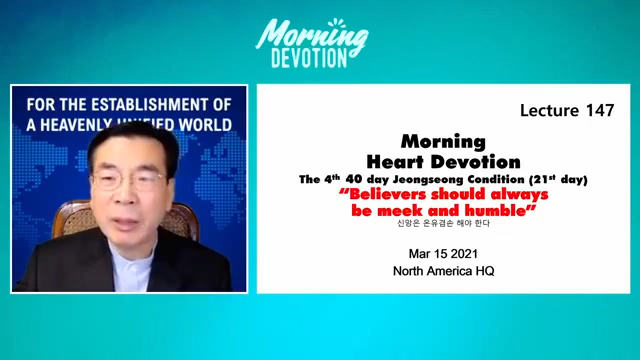 Morning
DEVOTION
FOR THE ESTABLISHMENT OF
A HEAVENLY UNIFIED WORLD
Lecture 147
Morning
Heart Devotion
The 4th 40 day Jeongseong Condition (21st day)
“Believers should always
be meek and humble”
신앙은 온유겸손 해야 한다
Mar 15 2021
North America HQ